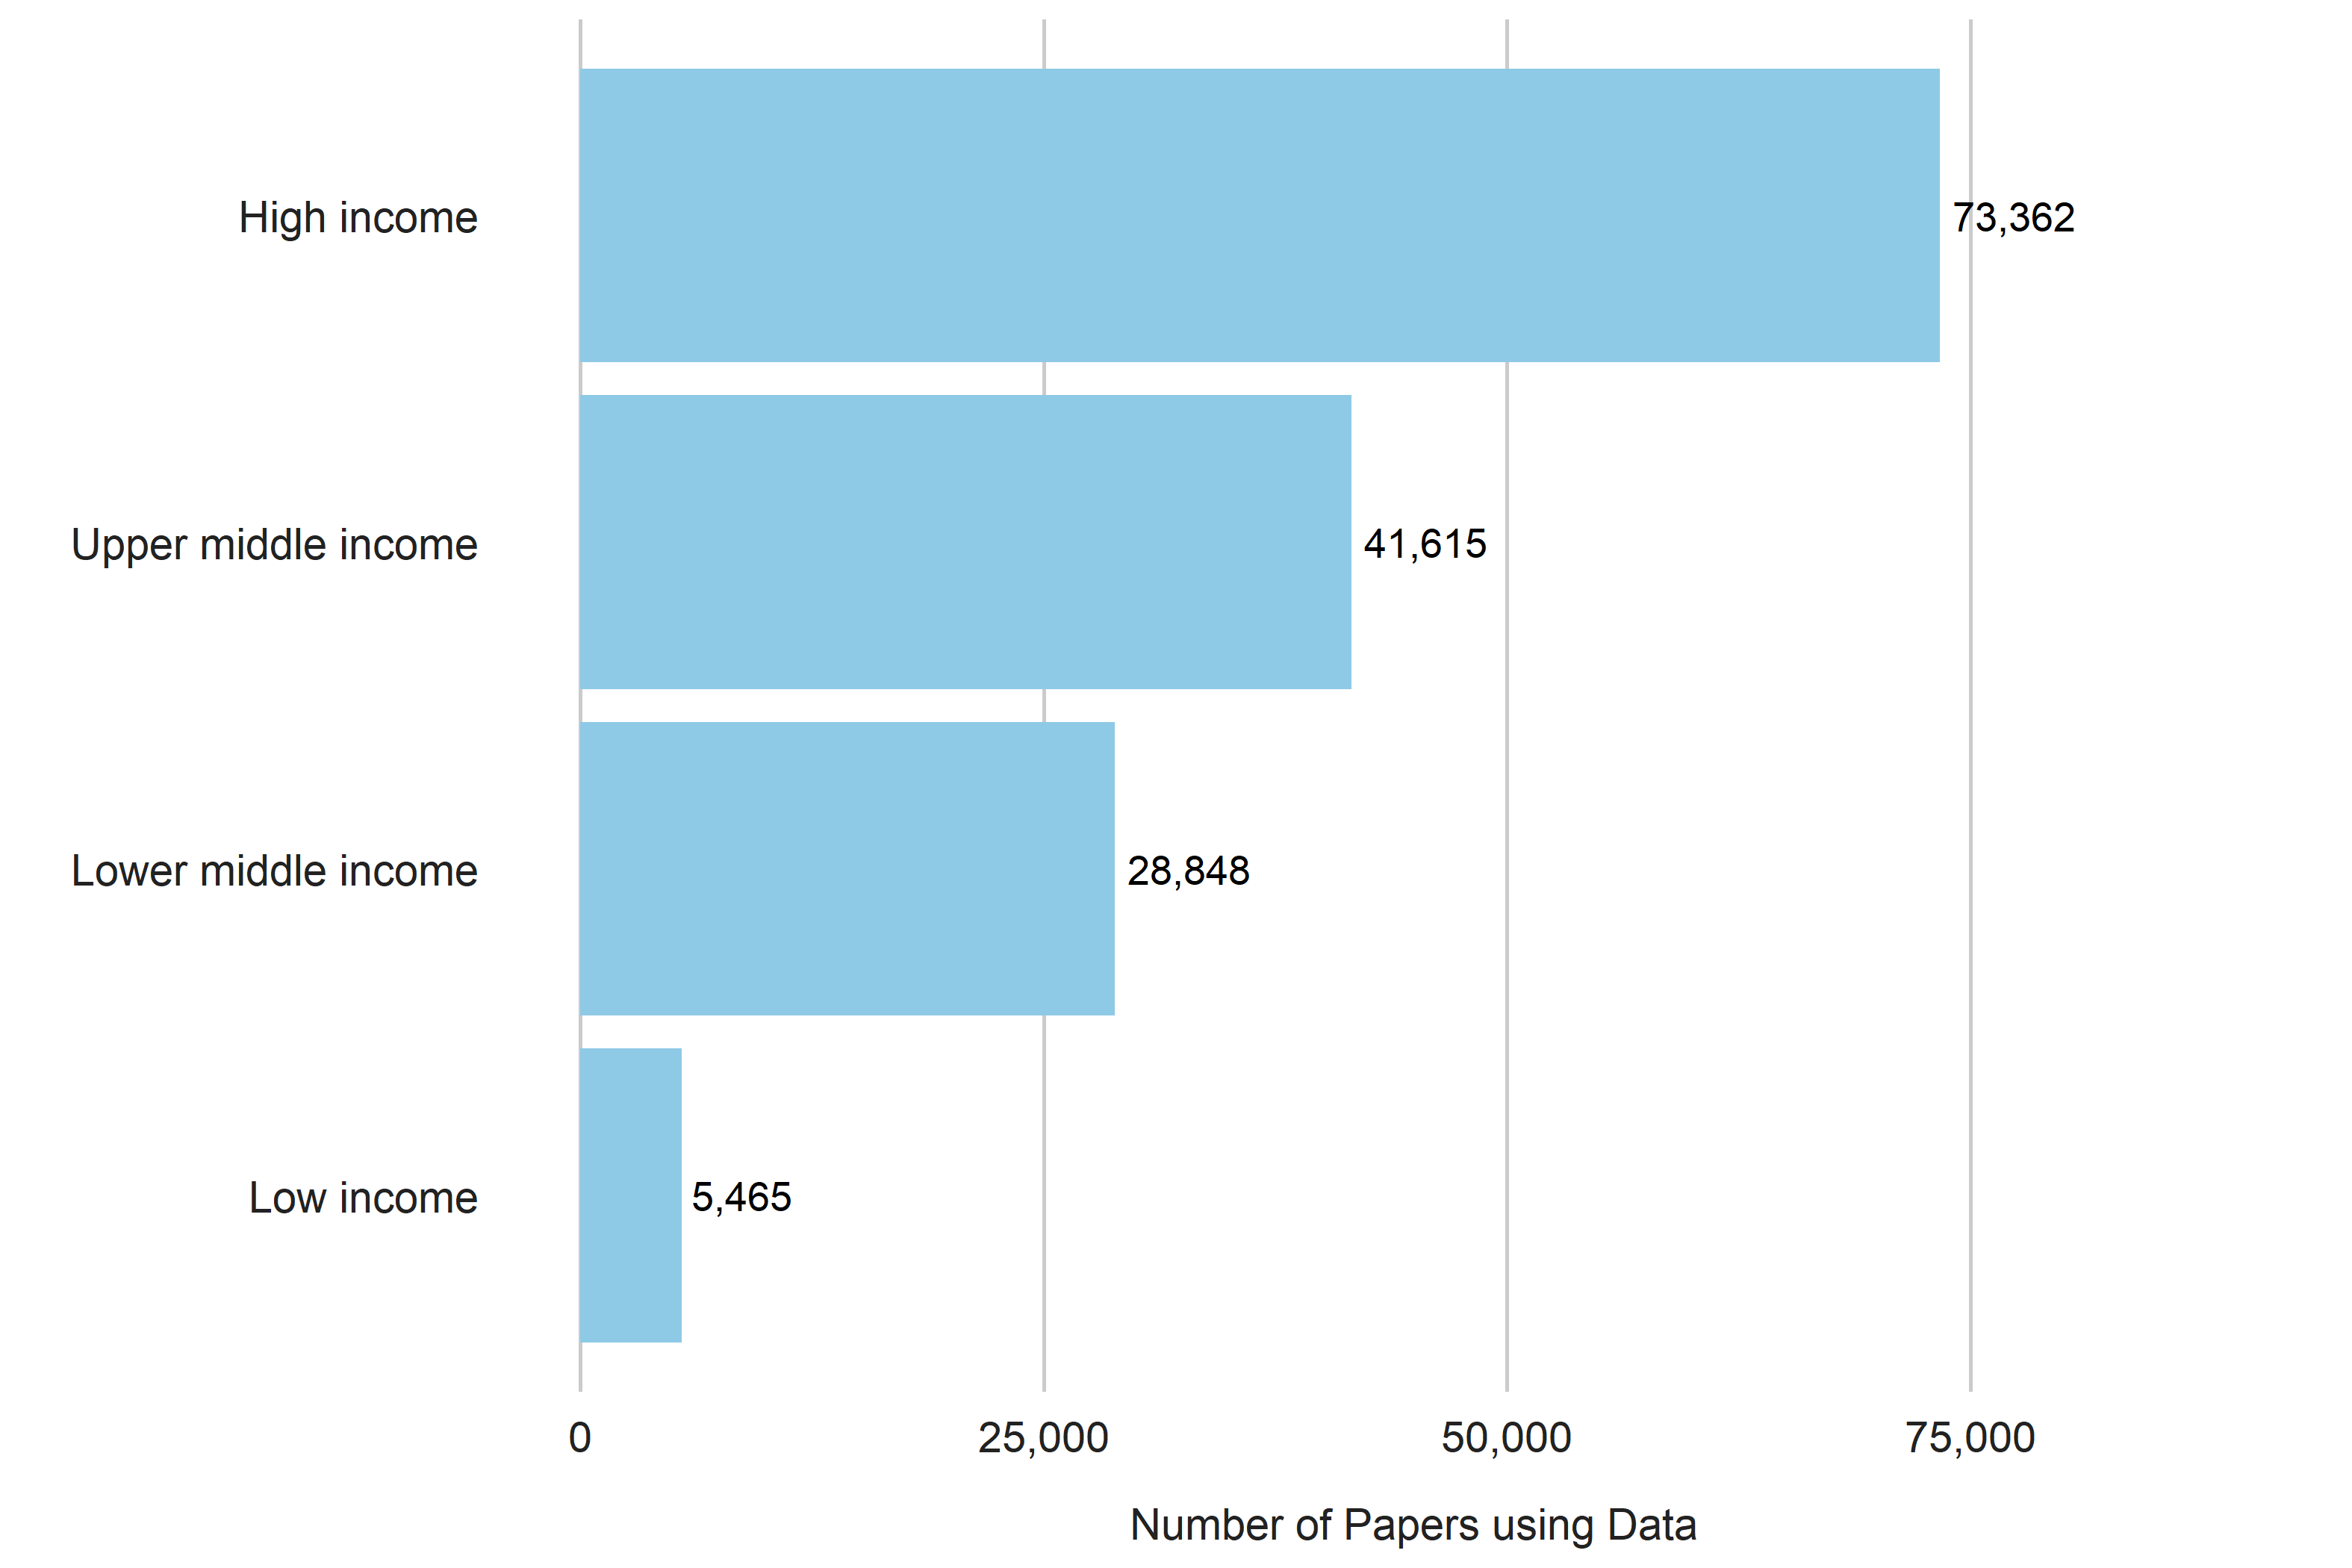 High income
73,362
Upper middle income
41,615
Lower middle income
28,848
Low income
5,465
0
25,000
50,000
75,000
Number of Papers using Data